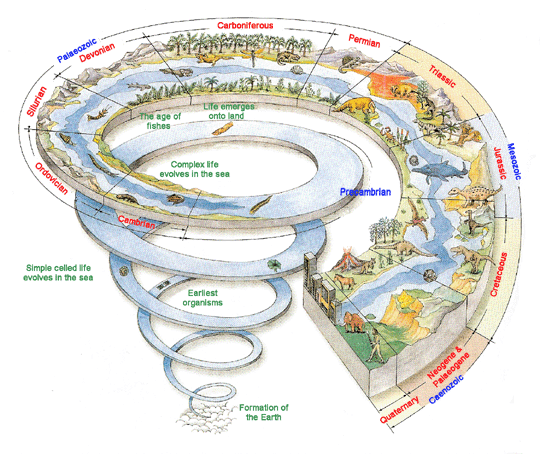 Carboniferous
Permian
Palaeozoic
Devonian
Triassic
Silurian
The age of
fishes
Life emerges
onto land
Mesozoic
Jurassic
Complex life
evolves in the sea
Ordovician
Precambrian
Cambrian
Simple celled life
evolves in the sea
Earliest
organisms
Cretaceous
Formation of
the Earth
Neogene &
Palaeogene
Caenozoic
Quaternary